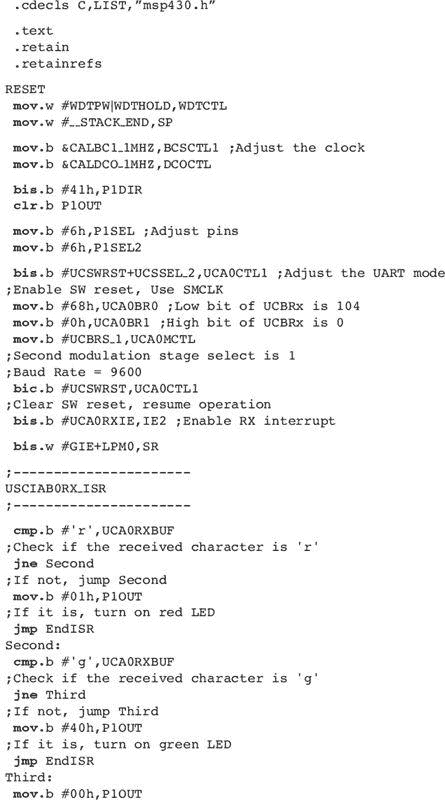 .cdecls C,LIST,”msp430.h”
.text
.retain
.retainrefs
RESET
mov.w #WDTPW|WDTHOLD,WDTCTL
mov.w #__STACK_END,SP
mov.b &CALBC1_1MHZ,BCSCTL1 ;Adjust the clock
mov.b &CALDCO_1MHZ,DCOCTL
bis.b #41h,P1DIR
clr.b P1OUT
mov.b #6h,P1SEL ;Adjust pins
mov.b #6h,P1SEL2
bis.b #UCSWRST+UCSSEL_2,UCA0CTL1 ;Adjust the UART mode
;Enable SW reset, Use SMCLK
mov.b #68h,UCA0BR0 ;Low bit of UCBRx is 104
mov.b #0h,UCA0BR1 ;High bit of UCBRx is 0
mov.b #UCBRS_1,UCA0MCTL
;Second modulation stage select is 1
;Baud Rate = 9600
bic.b #UCSWRST,UCA0CTL1
;Clear SW reset, resume operation
bis.b #UCA0RXIE,IE2 ;Enable RX interrupt
bis.w #GIE+LPM0,SR
;----------------------
USCIAB0RX_ISR
;----------------------
cmp.b #'r',UCA0RXBUF
;Check if the received character is 'r'
jne Second
;If not, jump Second
mov.b #01h,P1OUT
;If it is, turn on red LED
jmp EndISR
Second:
cmp.b #'g',UCA0RXBUF
;Check if the received character is 'g'
jne Third
;If not, jump Third
mov.b #40h,P1OUT
;If it is, turn on green LED
jmp EndISR
Third:
mov.b #00h,P1OUT